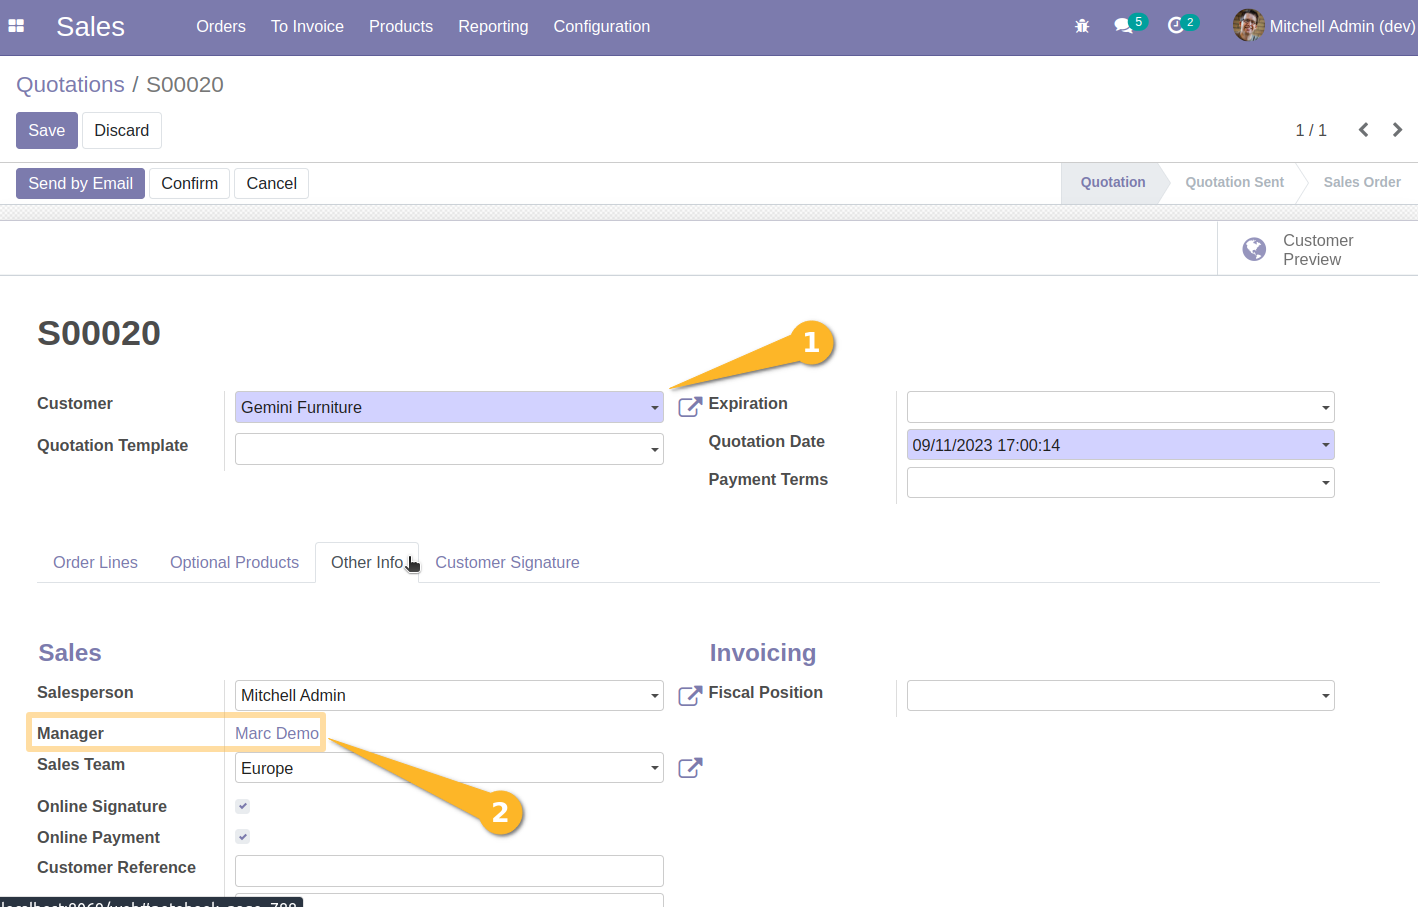 Sales Orders To Invoice Products Reporting Configuration 5 2 Mitchell Admin (dev)
Quotations / S00020
Save Discard 1 / 1
Send by Email Confirm Cancel Quotation Quotation Sent Sales Order
Customer
Preview
S00020
1
Customer Gemini Furniture Expiration
Quotation Template Quotation Date 09/11/2023 17:00:14
Payment Terms
Order Lines Optional Products Other Info Customer Signature
Sales Invoicing
Salesperson Mitchell Admin Fiscal Position
Manager Marc Demo
Sales Team Europe
Online Signature 2
Online Payment
Customer Reference